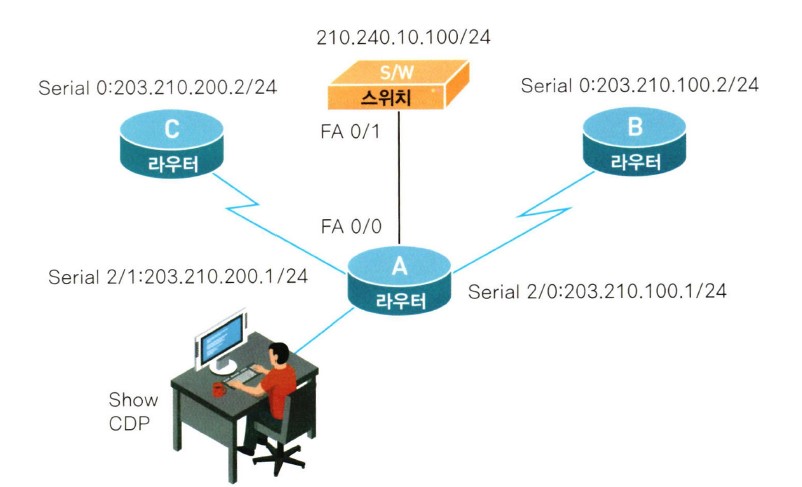 210.240.10.100/24
S/W
스위치
Serial 0:203.210.200.2/24
Serial 0:203.210.100.2/24
C
라우터
FA 0/1
B
라우터
FA 0/0
A
라우터
Serial 2/1:203.210.200.1/24
Serial 2/0:203.210.100.1/24
Show
CDP